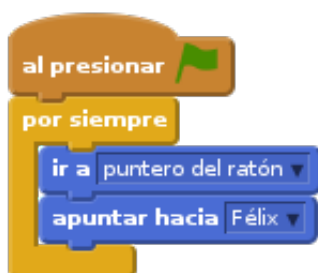 al presionar
por siempre
ir a puntero del ratón
apuntar hacia Félix